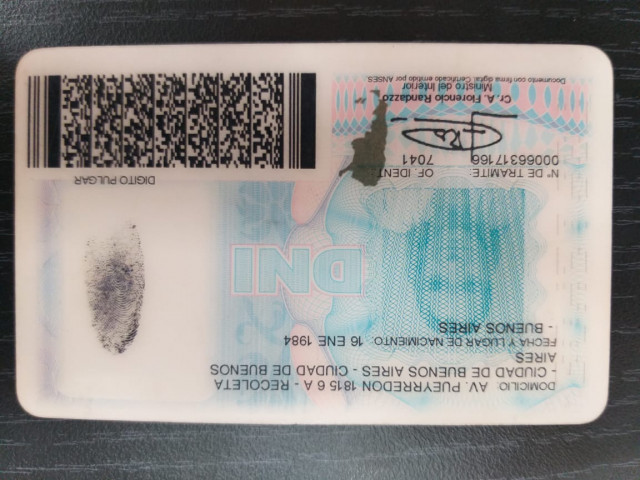 DOMICILIO: AV. PUEYRREDON 1815 6 A - RECOLETA
- CIUDAD DE BUENOS AIRES - CIUDAD DE BUENOS
AIRES
FECHA Y LUGAR DE NACIMIENTO: 16 ENE 1984
- BUENOS AIRES
DNI
Nº DE TRAMITE: OF. IDENT.
00066317166 7041
DIGITO PULGAR
Cr. A. Florencio Randazzo
Ministro del Interior
Documento con firma digital. Certificado emitido por ANSES.